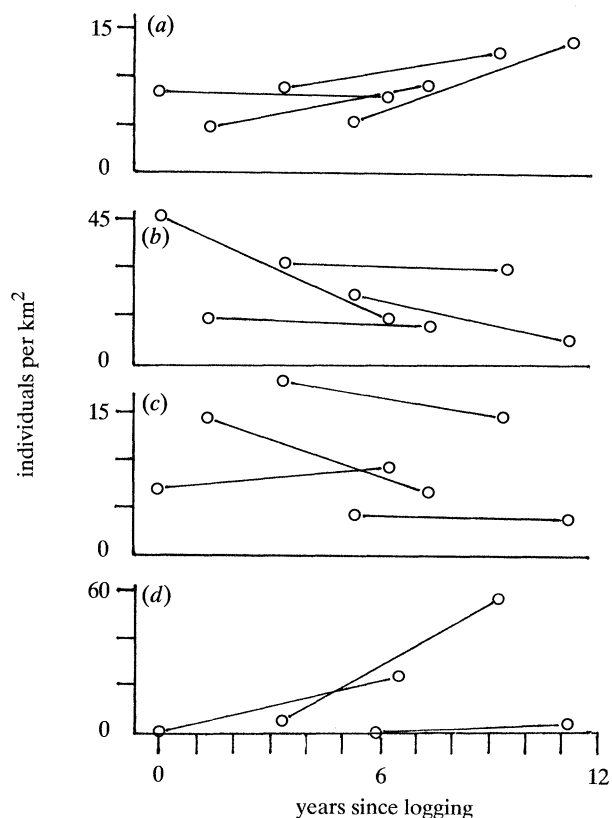 15
(a)
0
45
(b)
0
15
(c)
0
60
(d)
0
individuals per km2
0 6 12
years since logging